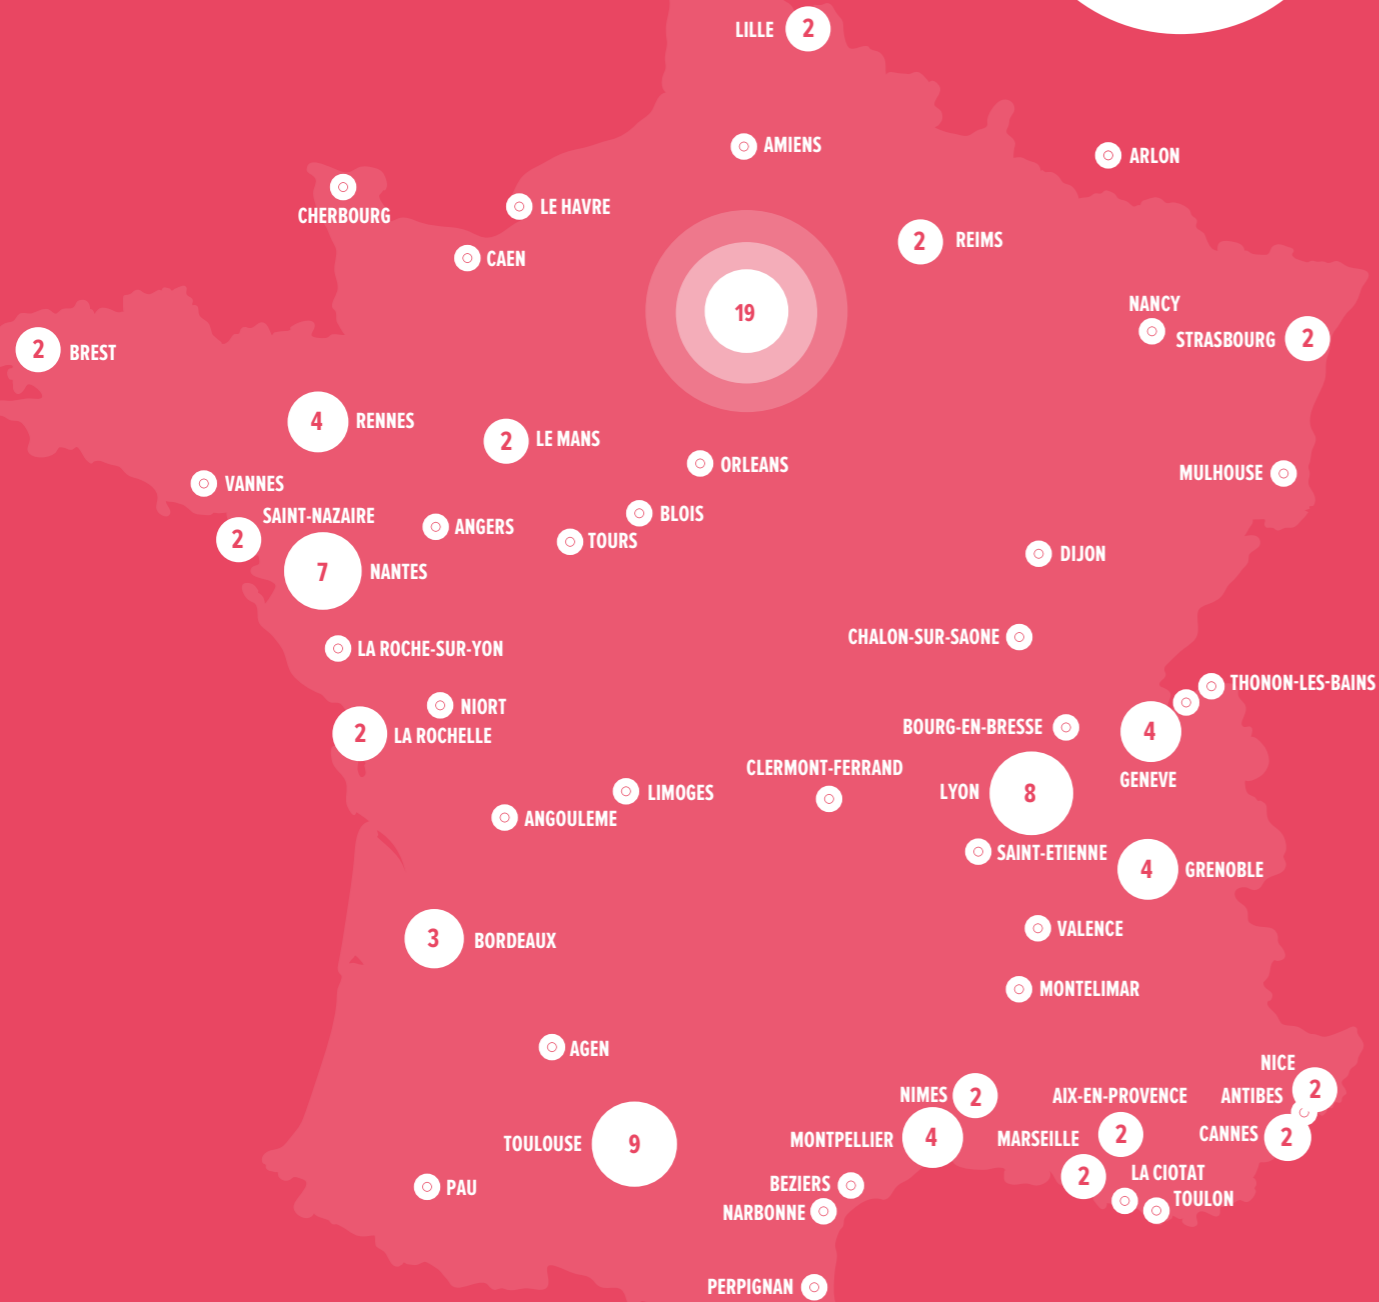 LILLE 2
AMIENS
ARLON
CHERBOURG
LE HAVRE
CAEN
2 REIMS
19
NANCY
STRASBOURG 2
2 BREST
4 RENNES
2 LE MANS
ORLEANS
MULHOUSE
VANNES
SAINT-NAZAIRE
2
ANGERS
BLOIS
TOURS
DIJON
7 NANTES
CHALON-SUR-SAONE
LA ROCHE-SUR-YON
THONON-LES-BAINS
NIORT
2 LA ROCHELLE
BOURG-EN-BRESSE
4
GENEVE
CLERMONT-FERRAND
LIMOGES
LYON 8
ANGOULEME
SAINT-ETIENNE
4 GRENOBLE
3 BORDEAUX
VALENCE
MONTELIMAR
AGEN
NICE
2
NIMES 2
AIX-EN-PROVENCE
2
ANTIBES
TOULOUSE 9
MONTPELLIER 4
MARSEILLE
2
CANNES 2
LA CIOTAT
PAU
BEZIERS
TOULON
NARBONNE
PERPIGNAN